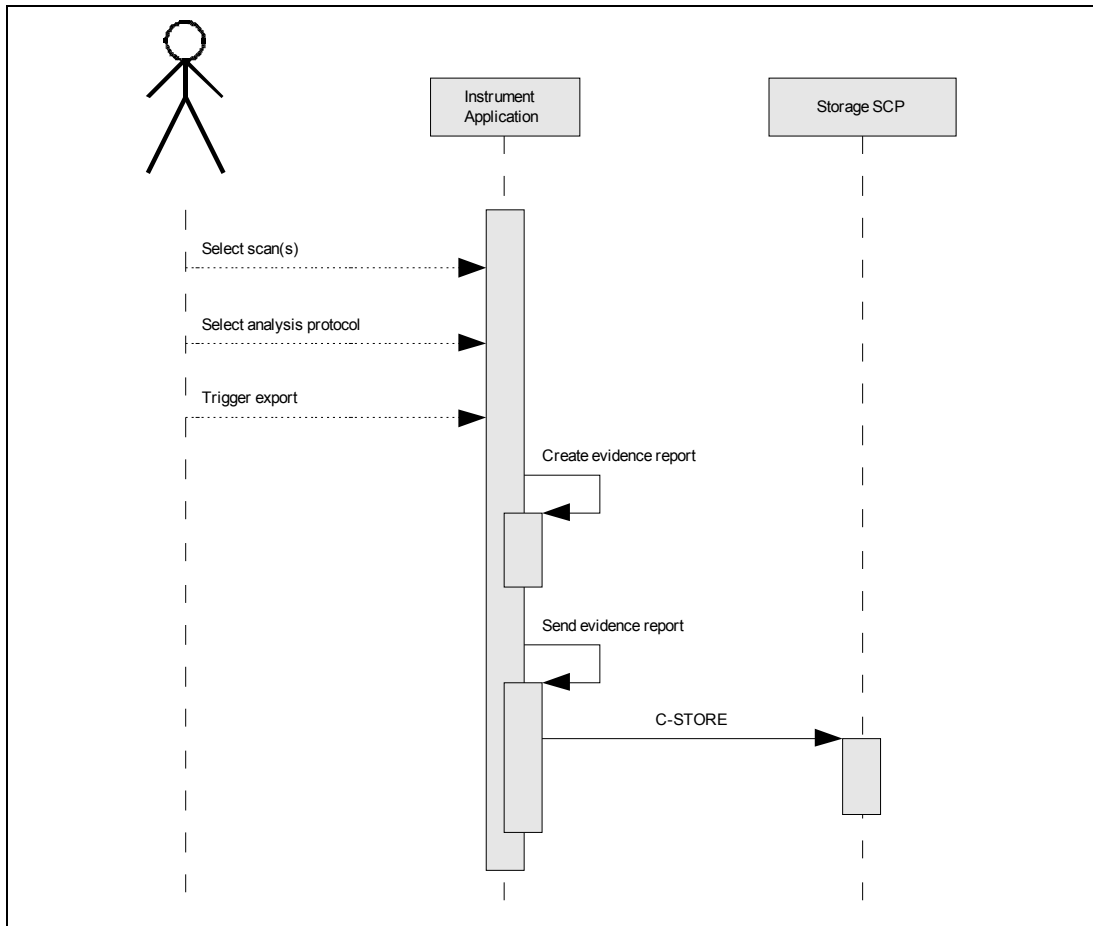 Instrument
Application
Storage SCP
Select scan(s)
Select analysis protocol
Trigger export
Create evidence report
Send evidence report
C-STORE